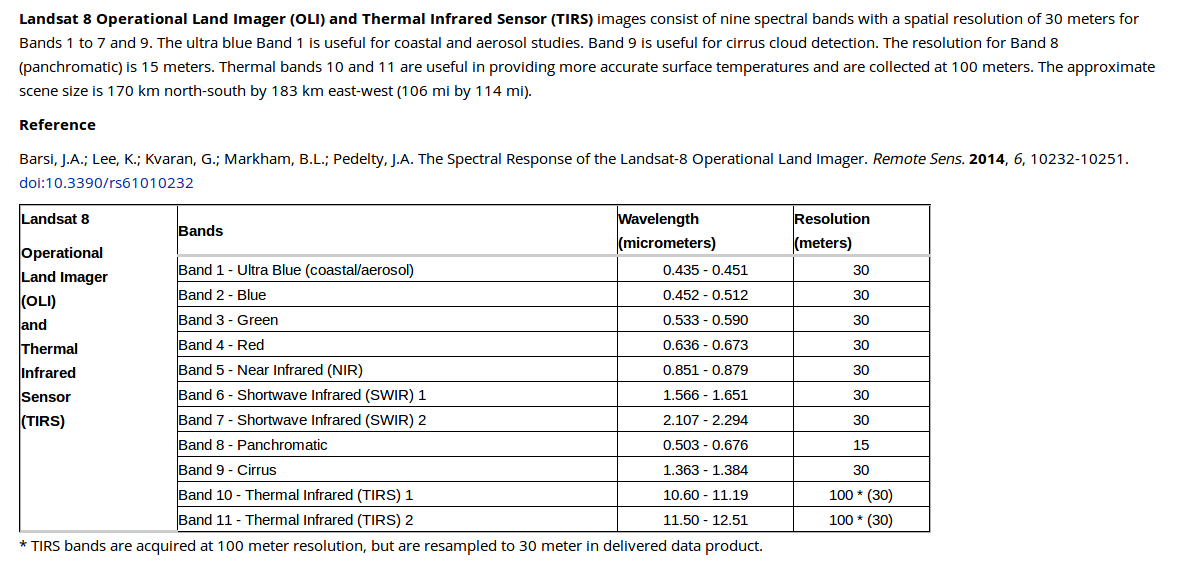 Landsat 8 Operational Land Imager (OLI) and Thermal Infrared Sensor (TIRS) images consist of nine spectral bands with a spatial resolution of 30 meters for
Bands 1 to 7 and 9. The ultra blue Band 1 is useful for coastal and aerosol studies. Band 9 is useful for cirrus cloud detection. The resolution for Band 8
(panchromatic) is 15 meters. Thermal bands 10 and 11 are useful in providing more accurate surface temperatures and are collected at 100 meters. The approximate
scene size is 170 km north-south by 183 km east-west (106 mi by 114 mi).
Reference
Barsi, J.A.; Lee, K.; Kvaran, G.; Markham, B.L.; Pedelty, J.A. The Spectral Response of the Landsat-8 Operational Land Imager. Remote Sens. 2014, 6, 10232-10251.
doi:10.3390/rs61010232
Landsat 8
Operational
Land Imager
(OLI)
and
Thermal
Infrared
Sensor
(TIRS)
Bands Wavelength (micrometers) Resolution (meters)
Band 1 - Ultra Blue (coastal/aerosol) 0.435 - 0.451 30
Band 2 - Blue 0.452 - 0.512 30
Band 3 - Green 0.533 - 0.590 30
Band 4 - Red 0.636 - 0.673 30
Band 5 - Near Infrared (NIR) 0.851 - 0.879 30
Band 6 - Shortwave Infrared (SWIR) 1 1.566 - 1.651 30
Band 7 - Shortwave Infrared (SWIR) 2 2.107 - 2.294 30
Band 8 - Panchromatic 0.503 - 0.676 15
Band 9 - Cirrus 1.363 - 1.384 30
Band 10 - Thermal Infrared (TIRS) 1 10.60 - 11.19 100 * (30)
Band 11 - Thermal Infrared (TIRS) 2 11.50 - 12.51 100 * (30)
* TIRS bands are acquired at 100 meter resolution, but are resampled to 30 meter in delivered data product.